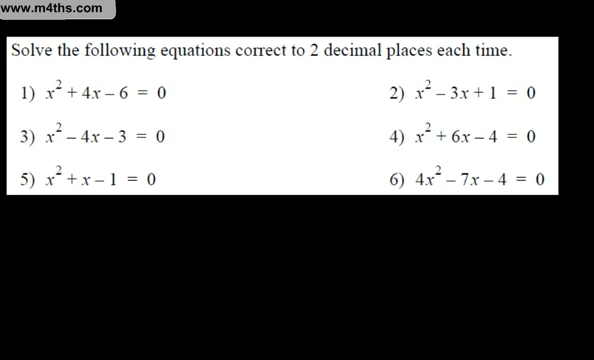 www.m4ths.com
Solve the following equations correct to 2 decimal places each time.
1) x² + 4x – 6 = 0
2) x² – 3x + 1 = 0
3) x² – 4x – 3 = 0
4) x² + 6x – 4 = 0
5) x² + x – 1 = 0
6) 4x² – 7x – 4 = 0